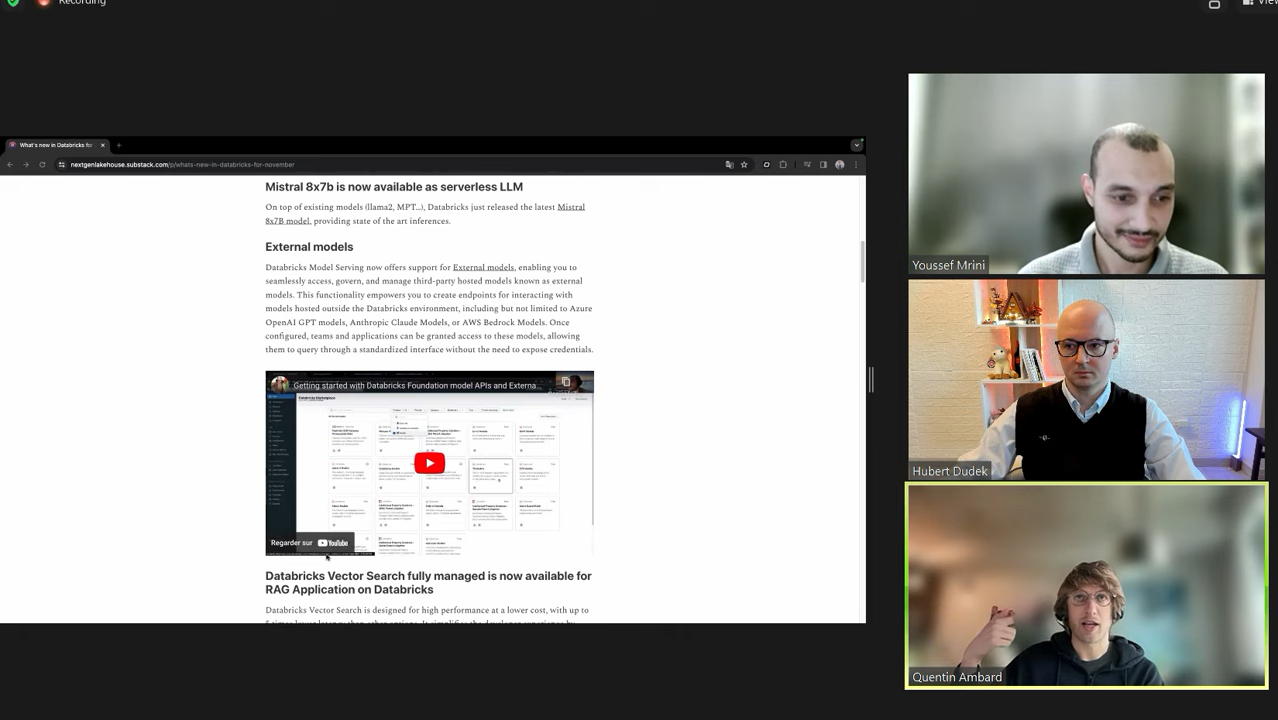 Recording
View
What's new in Databricks for
nextgenlakehouse.substack.com/p/whats-new-in-databricks-for-november
Mistral 8x7b is now available as serverless LLM
On top of existing models (llama2, MPT...), Databricks just released the latest Mistral
8x7B model, providing state of the art inferences.
External models
Databricks Model Serving now offers support for External models, enabling you to
seamlessly access, govern, and manage third-party hosted models known as external
models. This functionality empowers you to create endpoints for interacting with
models hosted outside the Databricks environment, including but not limited to Azure
OpenAI GPT models, Anthropic Claude Models, or AWS Bedrock Models. Once
configured, teams and applications can be granted access to these models, allowing
them to query through a standardized interface without the need to expose credentials.
Getting started with Databricks Foundation model APIs and Externa...
Databricks Marketplace
Regarder sur YouTube
Databricks Vector Search fully managed is now available for
RAG Application on Databricks
Databricks Vector Search is designed for high performance at a lower cost, with up to
Youssef Mrini
Hubert Dudek
Quentin Ambard